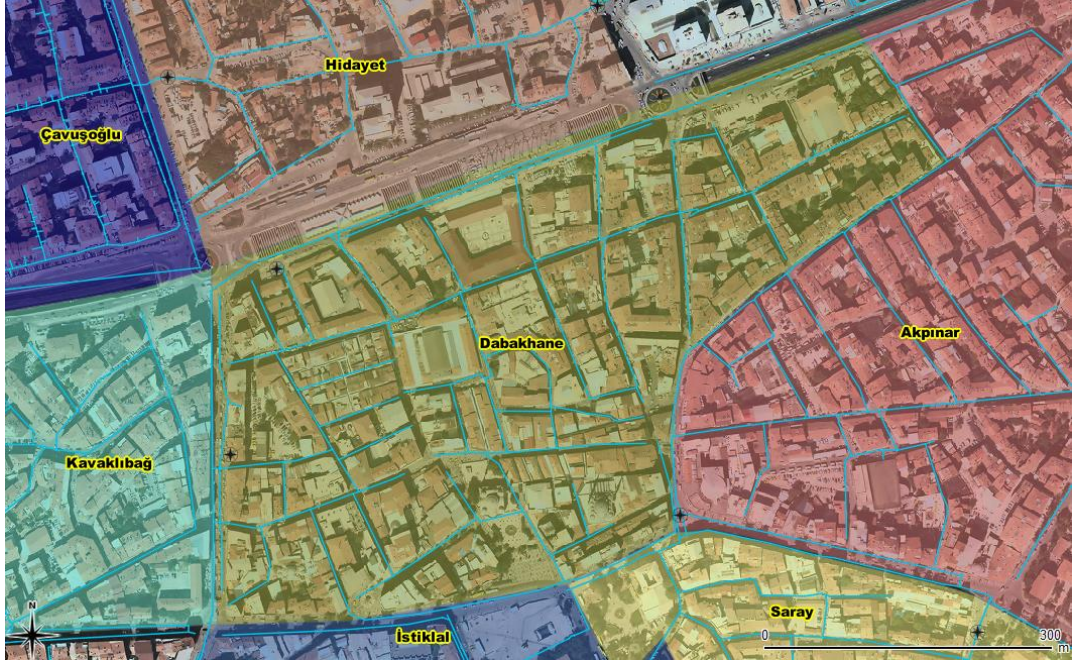 Hidayet
Çavuşoğlu
Dabakhane
Akpınar
Kavaklıbağ
Saray
İstiklal
N
0 300
m